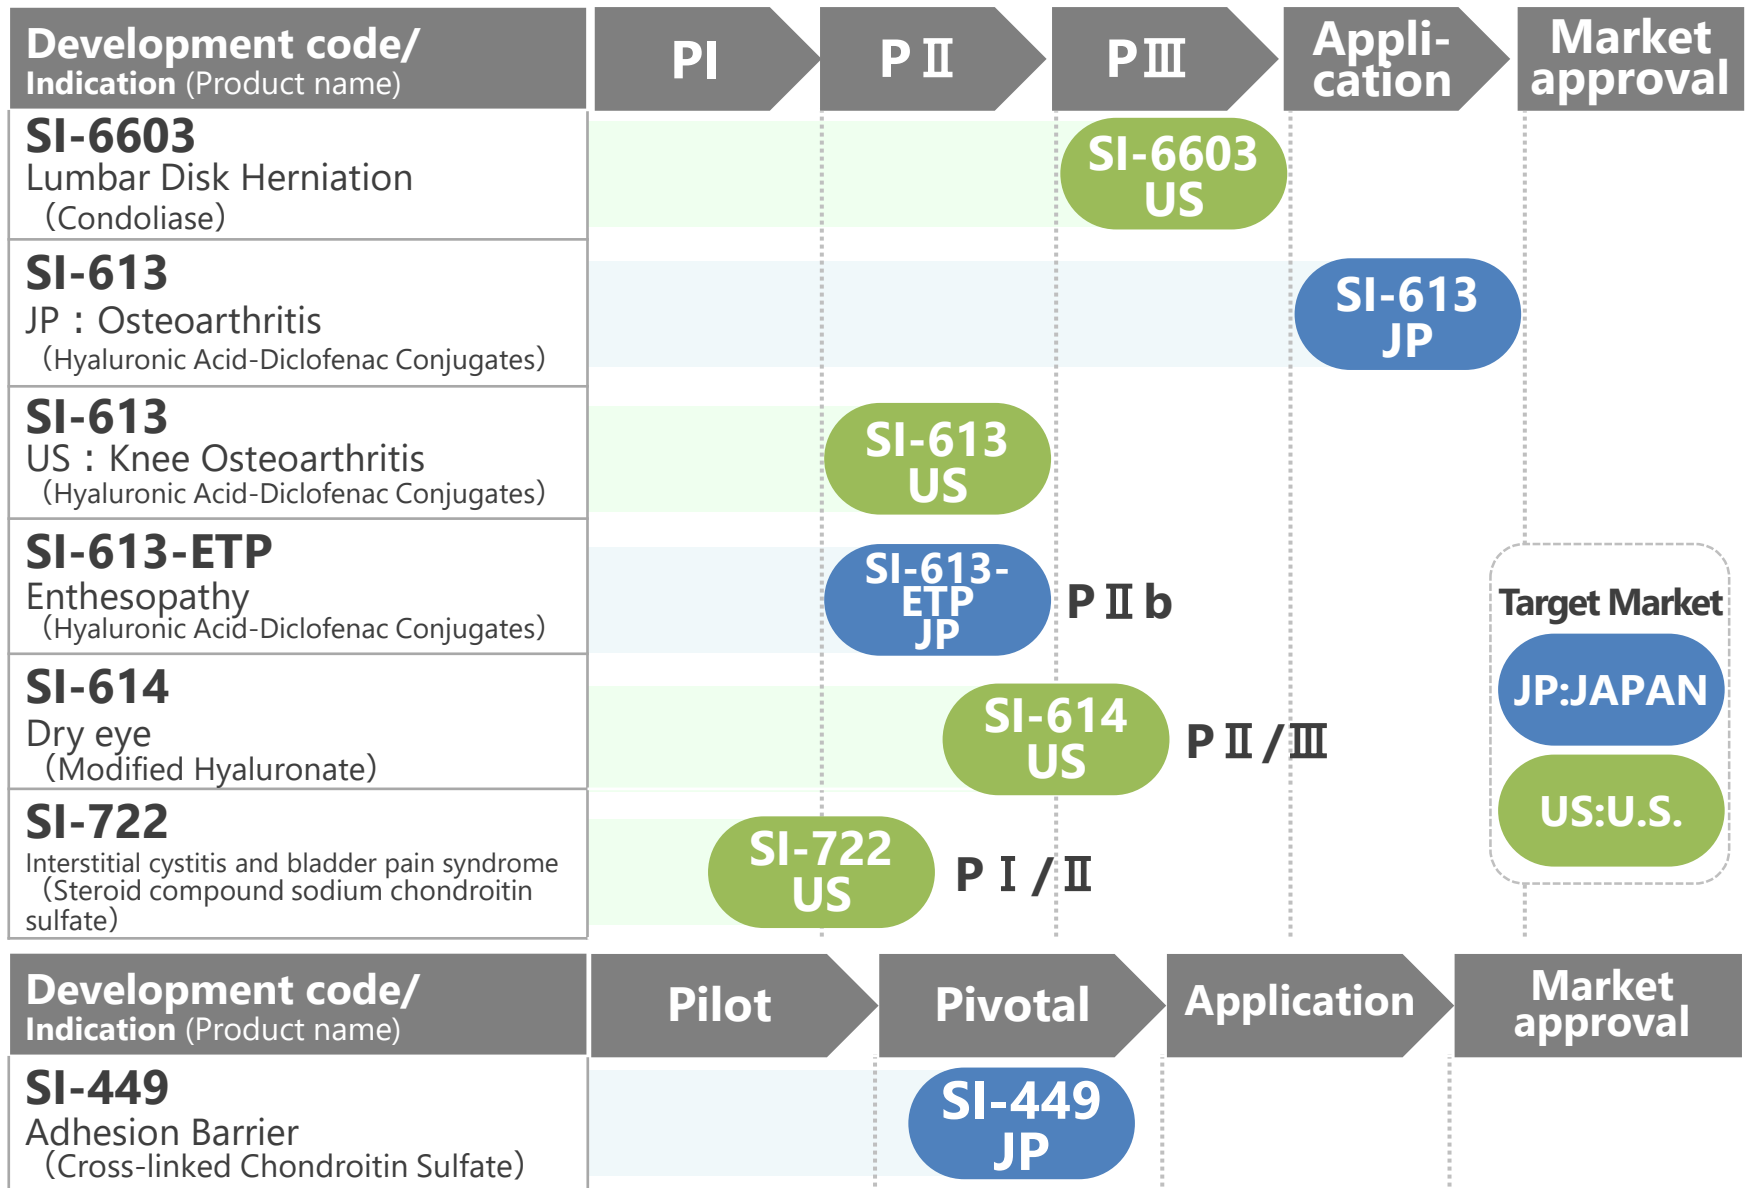 Development code/
Indication (Product name)
PI
PⅡ
PⅢ
Appli-
cation
Market
approval
SI-6603
Lumbar Disk Herniation
（Condoliase）
SI-6603
US
SI-613
JP：Osteoarthritis
（Hyaluronic Acid-Diclofenac Conjugates）
SI-613
JP
SI-613
US：Knee Osteoarthritis
（Hyaluronic Acid-Diclofenac Conjugates）
SI-613
US
SI-613-ETP
Enthesopathy
（Hyaluronic Acid-Diclofenac Conjugates）
SI-613-
ETP
JP
PⅡb
SI-614
Dry eye
（Modified Hyaluronate）
SI-614
US
PⅡ/Ⅲ
SI-722
Interstitial cystitis and bladder pain syndrome
（Steroid compound sodium chondroitin
sulfate）
SI-722
US
PⅠ/Ⅱ
Target Market
JP:JAPAN
US:U.S.
Development code/
Indication (Product name)
Pilot
Pivotal
Application
Market
approval
SI-449
Adhesion Barrier
（Cross-linked Chondroitin Sulfate）
SI-449
JP